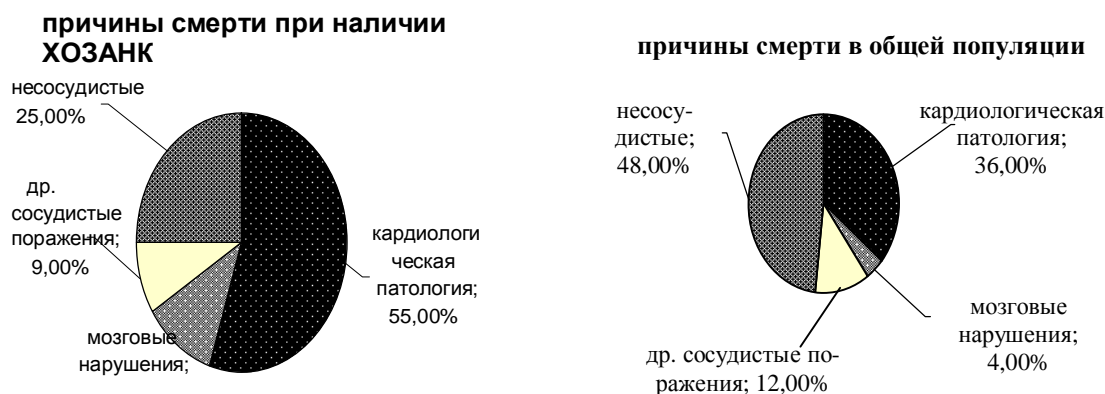 причины смерти при наличии
ХОЗАНК
несосудистые
25,00%
др.
сосудистые
поражения;
9,00%
мозговые
нарушения;
кардиологи
ческая
патология;
55,00%
причины смерти в общей популяции
несосу-
дистые;
48,00%
кардиологическая
патология;
36,00%
мозговые
нарушения;
4,00%
др. сосудистые по-
ражения; 12,00%